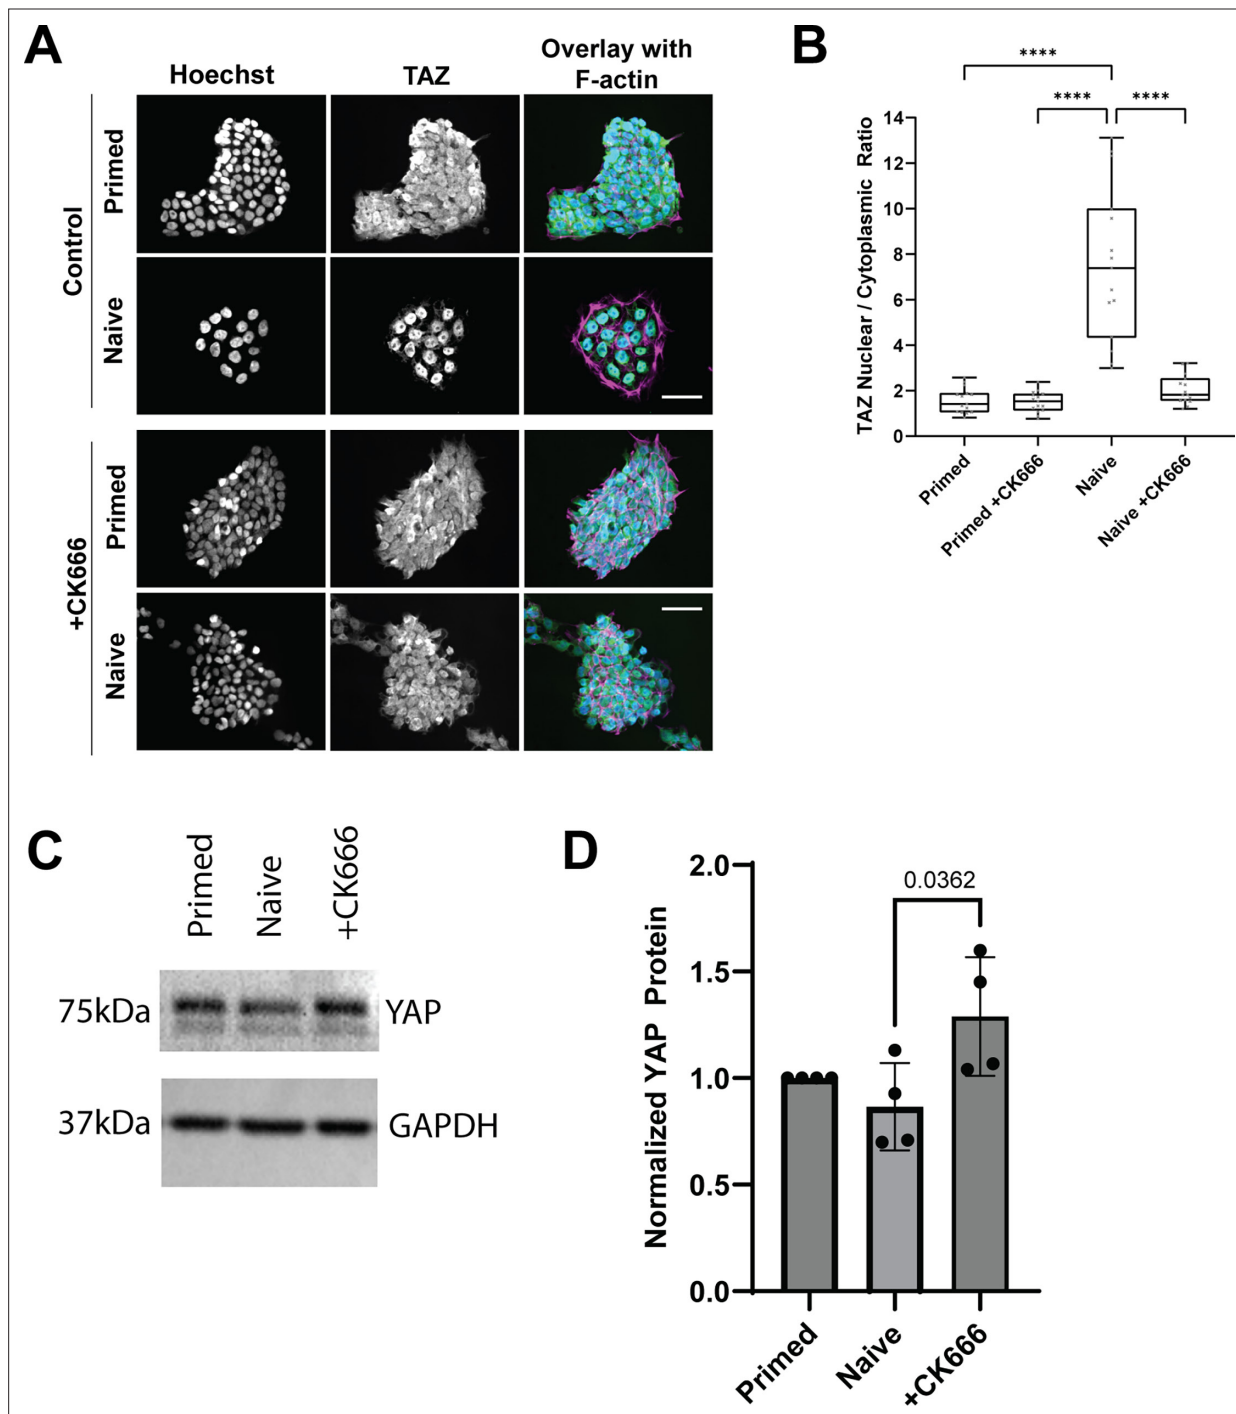 A
Hoechst
TAZ
Overlay with
F-actin
Control
Primed
Naive
+CK666
Primed
Naive
B
****
****
****
TAZ Nuclear / Cytoplasmic Ratio
14
12
10
8
6
4
2
0
Primed
Primed +CK666
Naive
Naive +CK666
C
Primed
Naive
+CK666
75kDa
YAP
37kDa
GAPDH
D
Normalized YAP Protein
2.0
1.5
1.0
0.5
0.0
0.0362
Primed
Naive
+CK666